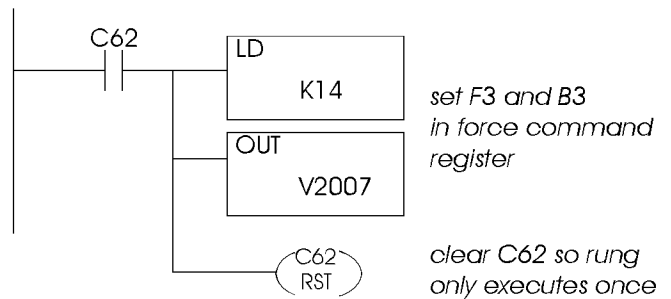 C62
LD
K14
set F3 and B3
in force command
register
OUT
V2007
C62
RST
clear C62 so rung
only executes once